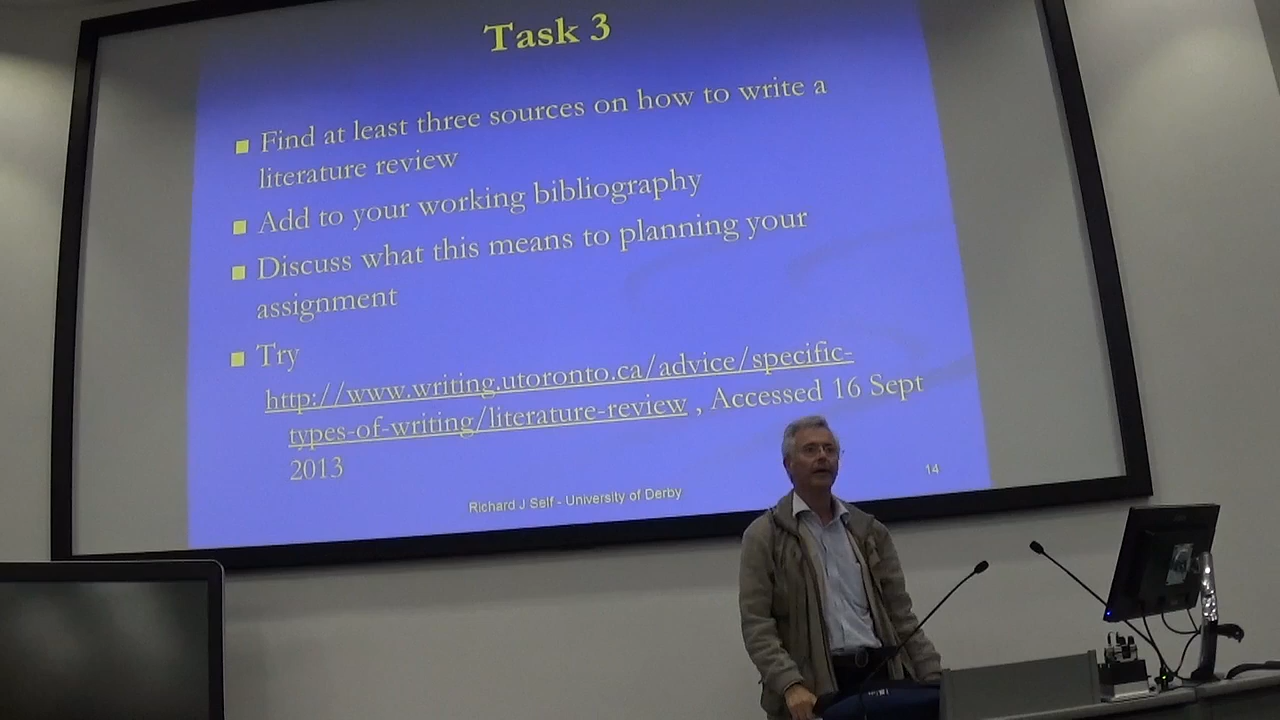 Task 3
Find at least three sources on how to write a
literature review
Add to your working bibliography
Discuss what this means to planning your
assignment
Try
http://www.writing.utoronto.ca/advice/specific-
types-of-writing/literature-review , Accessed 16 Sept
2013
Richard J Self - University of Derby
14